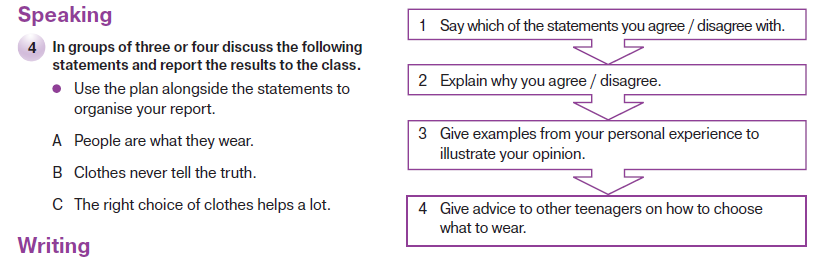 Speaking
4 In groups of three or four discuss the following
statements and report the results to the class.
• Use the plan alongside the statements to
organise your report.
A People are what they wear.
B Clothes never tell the truth.
C The right choice of clothes helps a lot.
Writing
1 Say which of the statements you agree / disagree with.
2 Explain why you agree / disagree.
3 Give examples from your personal experience to
illustrate your opinion.
4 Give advice to other teenagers on how to choose
what to wear.